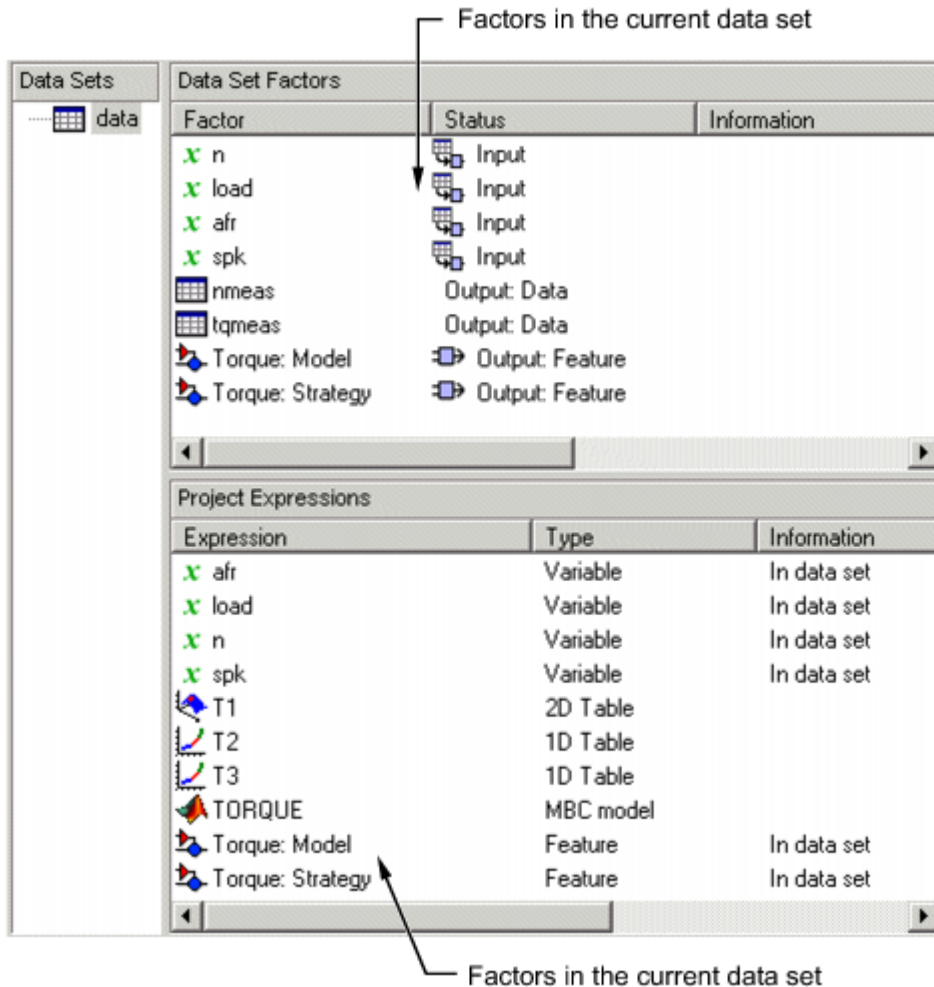 Factors in the current data set
Data Sets
data
Data Set Factors
Factor Status Information
n Input
load Input
afr Input
spk Input
nmeas Output: Data
tqmeas Output: Data
Torque: Model Output: Feature
Torque: Strategy Output: Feature
Project Expressions
Expression Type Information
afr Variable In data set
load Variable In data set
n Variable In data set
spk Variable In data set
T1 2D Table
T2 1D Table
T3 1D Table
TORQUE MBC model
Torque: Model Feature In data set
Torque: Strategy Feature In data set
Factors in the current data set